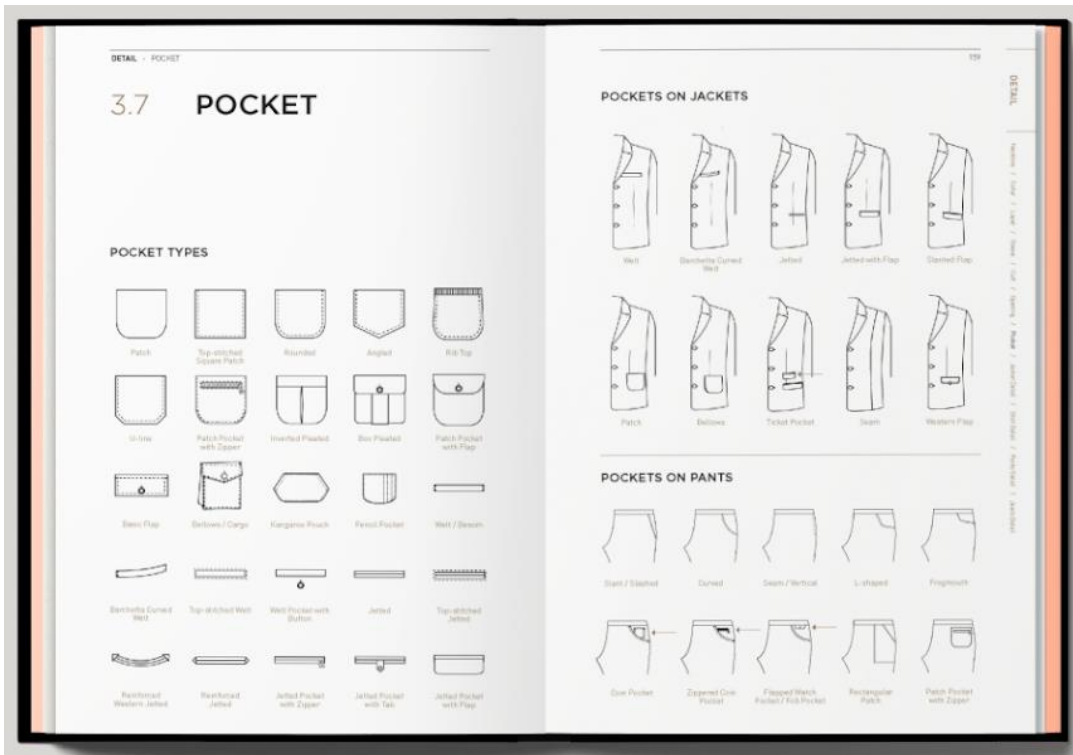 DETAIL - POCKET
3.7 POCKET
POCKET TYPES
Patch
Top-stitched
Square Patch
Rounded
Angled
Rib Top
Patch Pocket
with Zipper
Inverted Pleated
Box Pleated
Patch Pocket
with Flap
Basic Flap
Bellows / Cargo
Kangaroo Pouch
Pencil Pocket
Welt / Besom
Barchetta Curved
Welt
Top-stitched Welt
Welt Pocket with
Button
Jetted
Top-stitched
Jetted
Reinforced
Western Jetted
Reinforced
Jetted
Jetted Pocket
with Zipper
Jetted Pocket
with Tab
Jetted Pocket
with Flap
159
POCKETS ON JACKETS
Welt
Barchetta Curved
Welt
Jetted
Jetted with Flap
Slanted Flap
Patch
Bellows
Ticket Pocket
Seam
Western Flap
POCKETS ON PANTS
Slant / Slashed
Curved
Seam / Vertical
L-shaped
Frogmouth
Coin Pocket
Zippered Coin
Pocket
Flapped Watch
Pocket / Fob Pocket
Rectangular
Patch
Patch Pocket
with Zipper
DETAIL